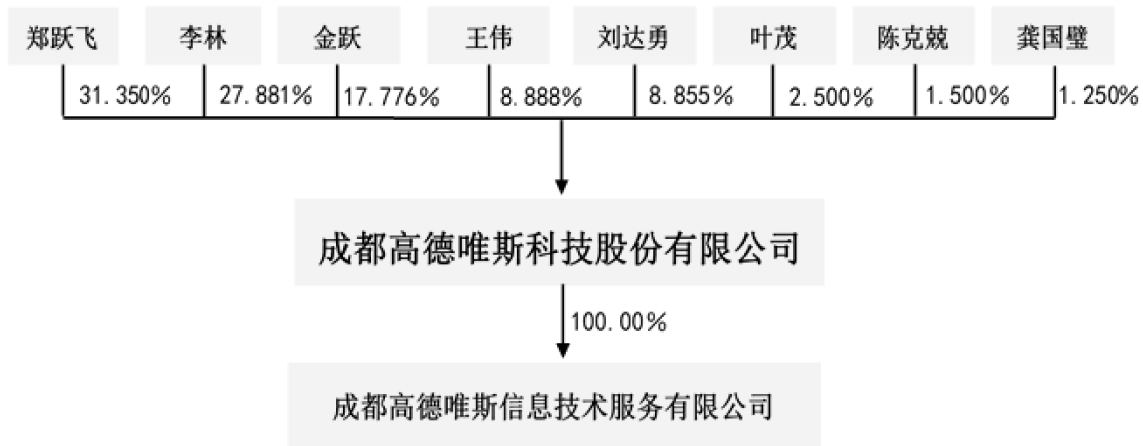 郑跃飞 李林 金跃 王伟 刘达勇 叶茂 陈克兢 龚国璧
31.350% 27.881% 17.776% 8.888% 8.855% 2.500% 1.500% 1.250%
成都高德唯斯科技股份有限公司
100.00%
成都高德唯斯信息技术服务有限公司